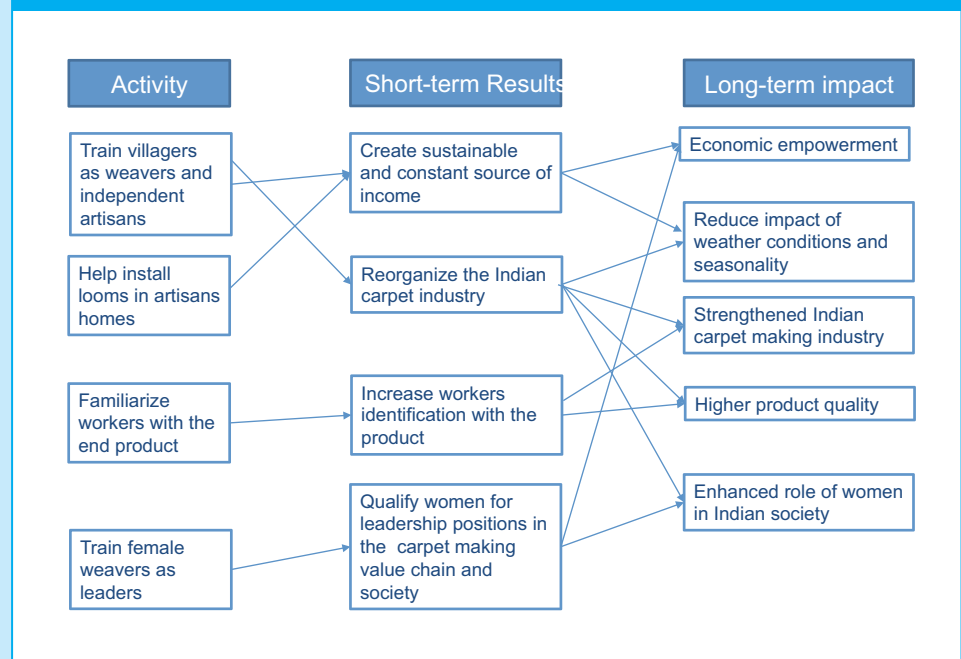 Activity
Short-term Results
Long-term impact
Train villagers
as weavers and
independent
artisans
Help install
looms in artisans
homes
Familiarize
workers with the
end product
Train female
weavers as
leaders
Create sustainable
and constant source of
income
Reorganize the Indian
carpet industry
Increase workers
identification with the
product
Qualify women for
leadership positions in
the carpet making
value chain and
society
Economic empowerment
Reduce impact of
weather conditions and
seasonality
Strengthened Indian
carpet making industry
Higher product quality
Enhanced role of women
in Indian society